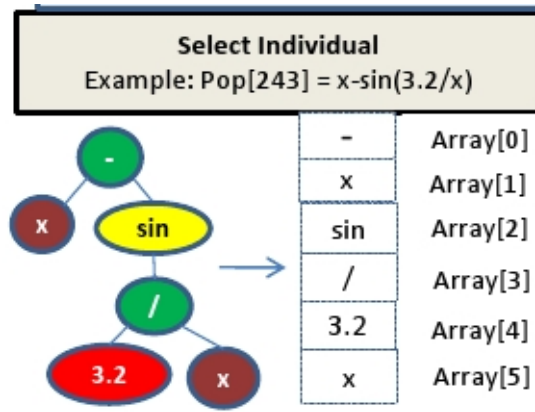 Select Individual
Example: Pop[243] = x-sin(3.2/x)
-
x
sin
/
3.2
x
- Array[0]
x Array[1]
sin Array[2]
/ Array[3]
3.2 Array[4]
x Array[5]